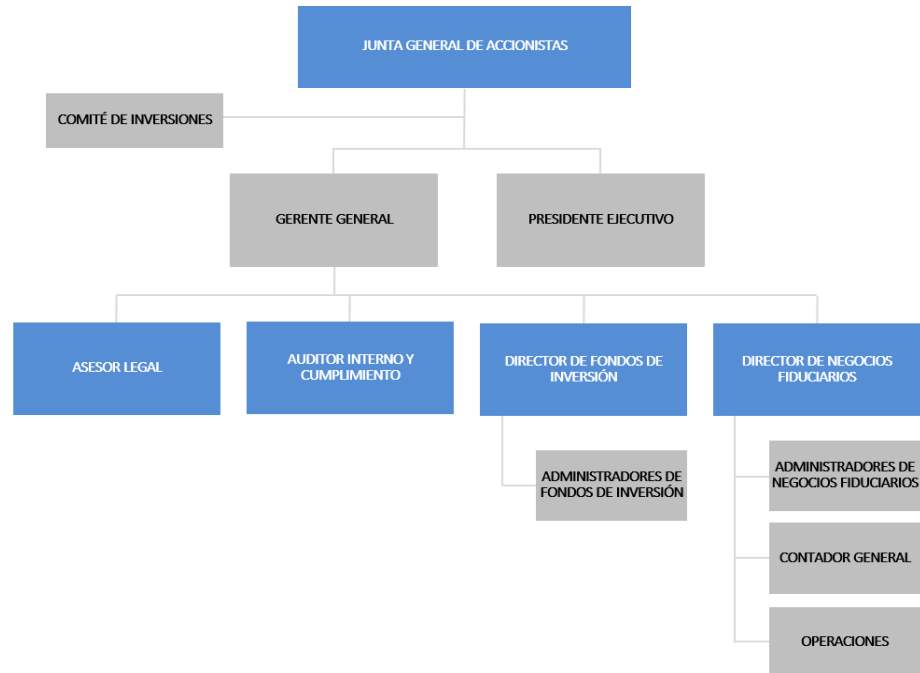 JUNTA GENERAL DE ACCIONISTAS
COMITÉ DE INVERSIONES
GERENTE GENERAL
PRESIDENTE EJECUTIVO
ASESOR LEGAL
AUDITOR INTERNO Y
CUMPLIMIENTO
DIRECTOR DE FONDOS DE
INVERSIÓN
DIRECTOR DE NEGOCIOS
FIDUCIARIOS
ADMINISTRADORES DE
FONDOS DE INVERSIÓN
ADMINISTRADORES DE
NEGOCIOS FIDUCIARIOS
CONTADOR GENERAL
OPERACIONES